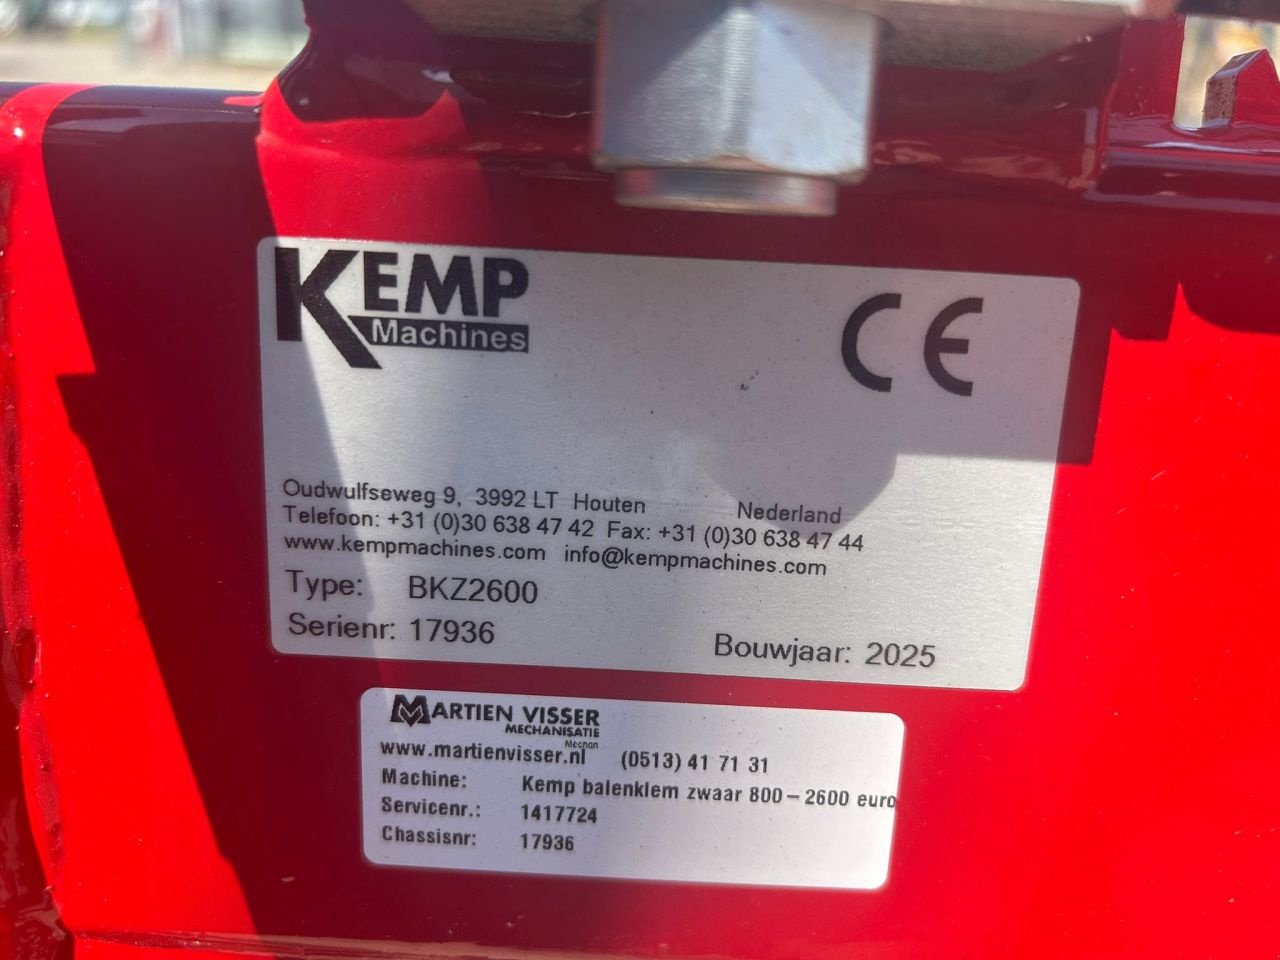 KEMP
Machines
CE
Oudwulfseweg 9, 3992 LT Houten Nederland
Telefoon: +31 (0)30 638 47 42 Fax: +31 (0)30 638 47 44
www.kempmachines.com info@kempmachines.com
Type: BKZ2600
Serienr: 17936 Bouwjaar: 2025
MARTIEN VISSER
MECHANISATIE
Mechan
www.martienvisser.nl (0513) 41 71 31
Machine: Kemp balenklem zwaar 800 – 2600 euro
Servicenr.: 1417724
Chassisnr: 17936